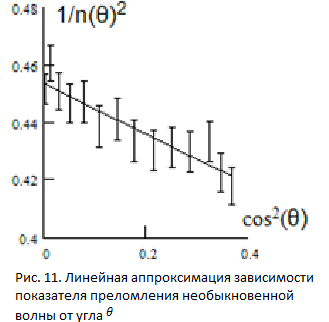 0.48
1/n(θ)²
0.46
0.44
0.42
cos²(θ)
0.4
0
0.2
0.4
Рис. 11. Линейная аппроксимация зависимости
показателя преломления необыкновенной
волны от угла θ